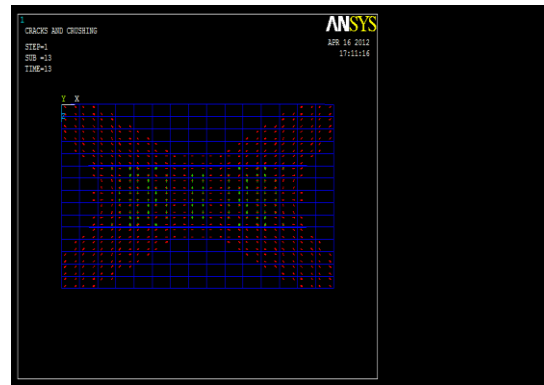 1
ANSYS
CRACKS AND CRUSHING
APR 16 2012
17:11:16
STEP=1
SUB =13
TIME=13
Y X
Z